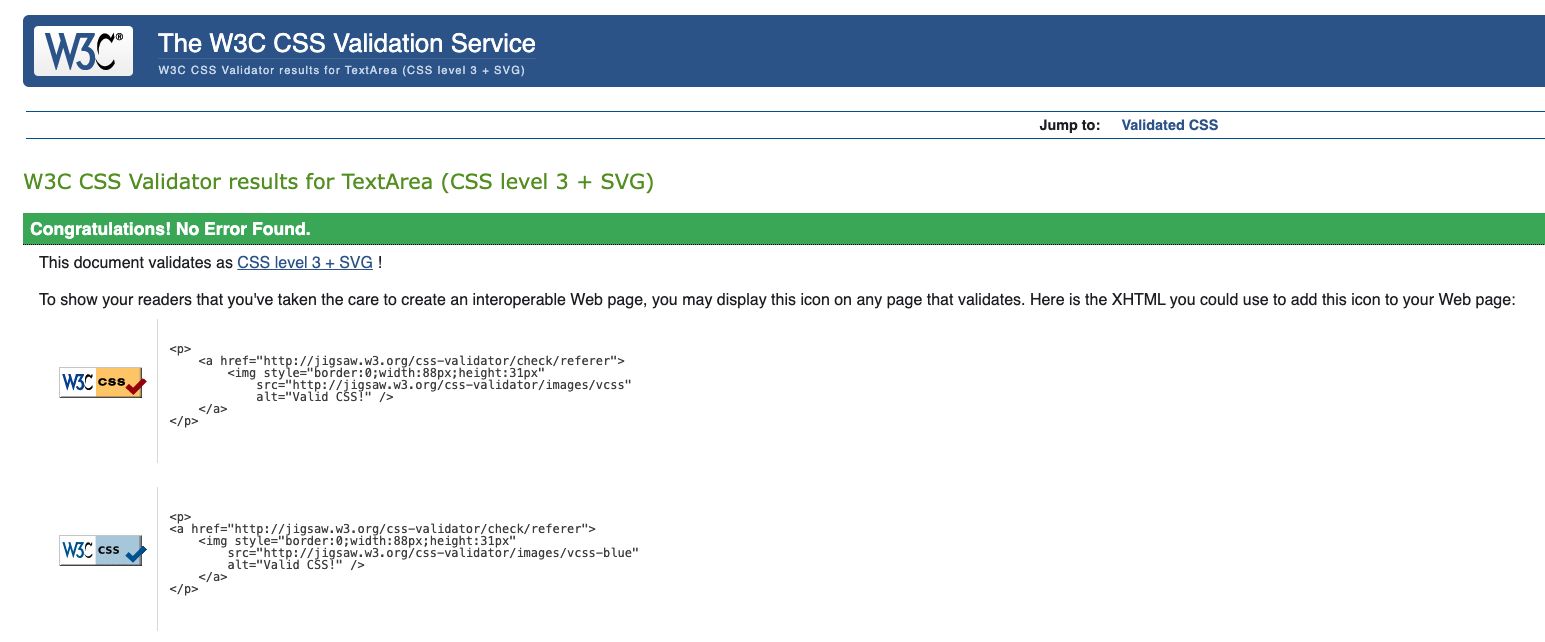 W3C®
The W3C CSS Validation Service
W3C CSS Validator results for TextArea (CSS level 3 + SVG)
Jump to: Validated CSS
W3C CSS Validator results for TextArea (CSS level 3 + SVG)
Congratulations! No Error Found.
This document validates as CSS level 3 + SVG !
To show your readers that you've taken the care to create an interoperable Web page, you may display this icon on any page that validates. Here is the XHTML you could use to add this icon to your Web page:
W3C css
<p>
    <a href="http://jigsaw.w3.org/css-validator/check/referer">
        <img style="border:0;width:88px;height:31px"
            src="http://jigsaw.w3.org/css-validator/images/vcss"
            alt="Valid CSS!" />
    </a>
</p>
W3C css
<p>
<a href="http://jigsaw.w3.org/css-validator/check/referer">
    <img style="border:0;width:88px;height:31px"
        src="http://jigsaw.w3.org/css-validator/images/vcss-blue"
        alt="Valid CSS!" />
    </a>
</p>